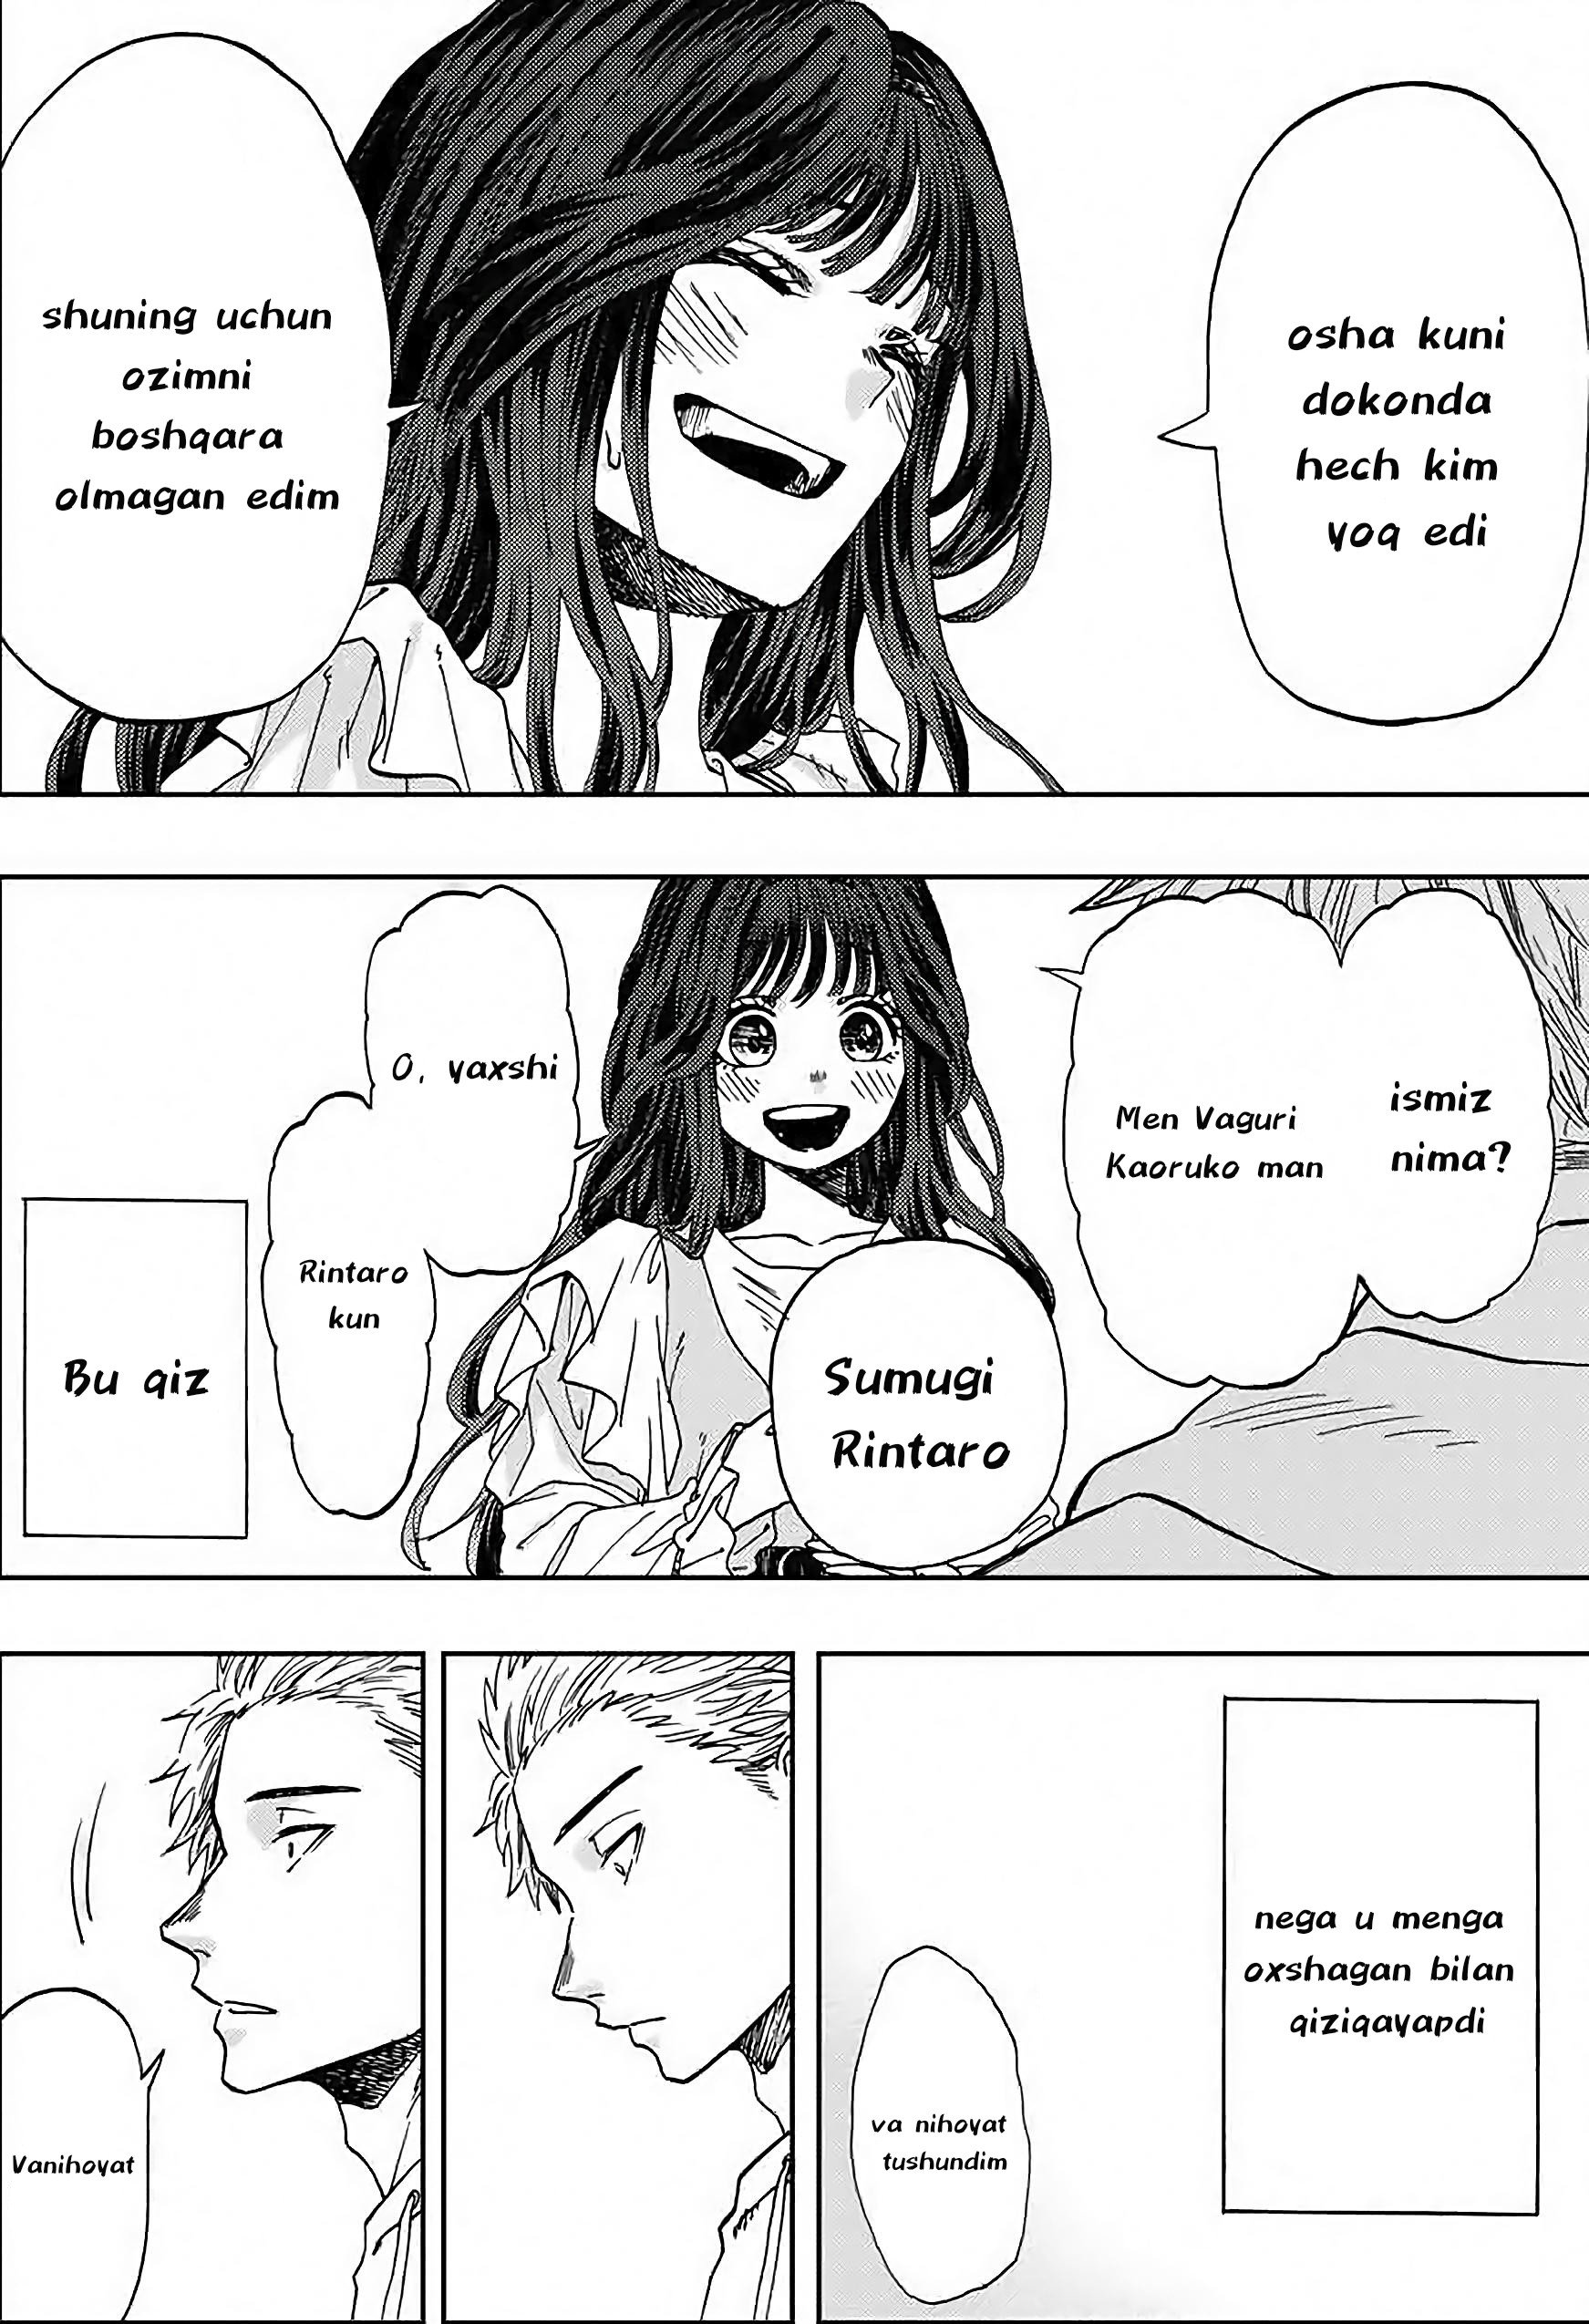 osha kuni
dokonda
hech kim
yoq edi
shuning uchun
ozimni
boshqara
olmagan edim
ismiz
nima?
Men Vaguri
Kaoruko man
Sumugi
Rintaro
O, yaxshi
Rintaro
kun
Bu qiz
nega u menga
oxshagan bilan
qiziqayapdi
va nihoyat
tushundim
Vanihoyat